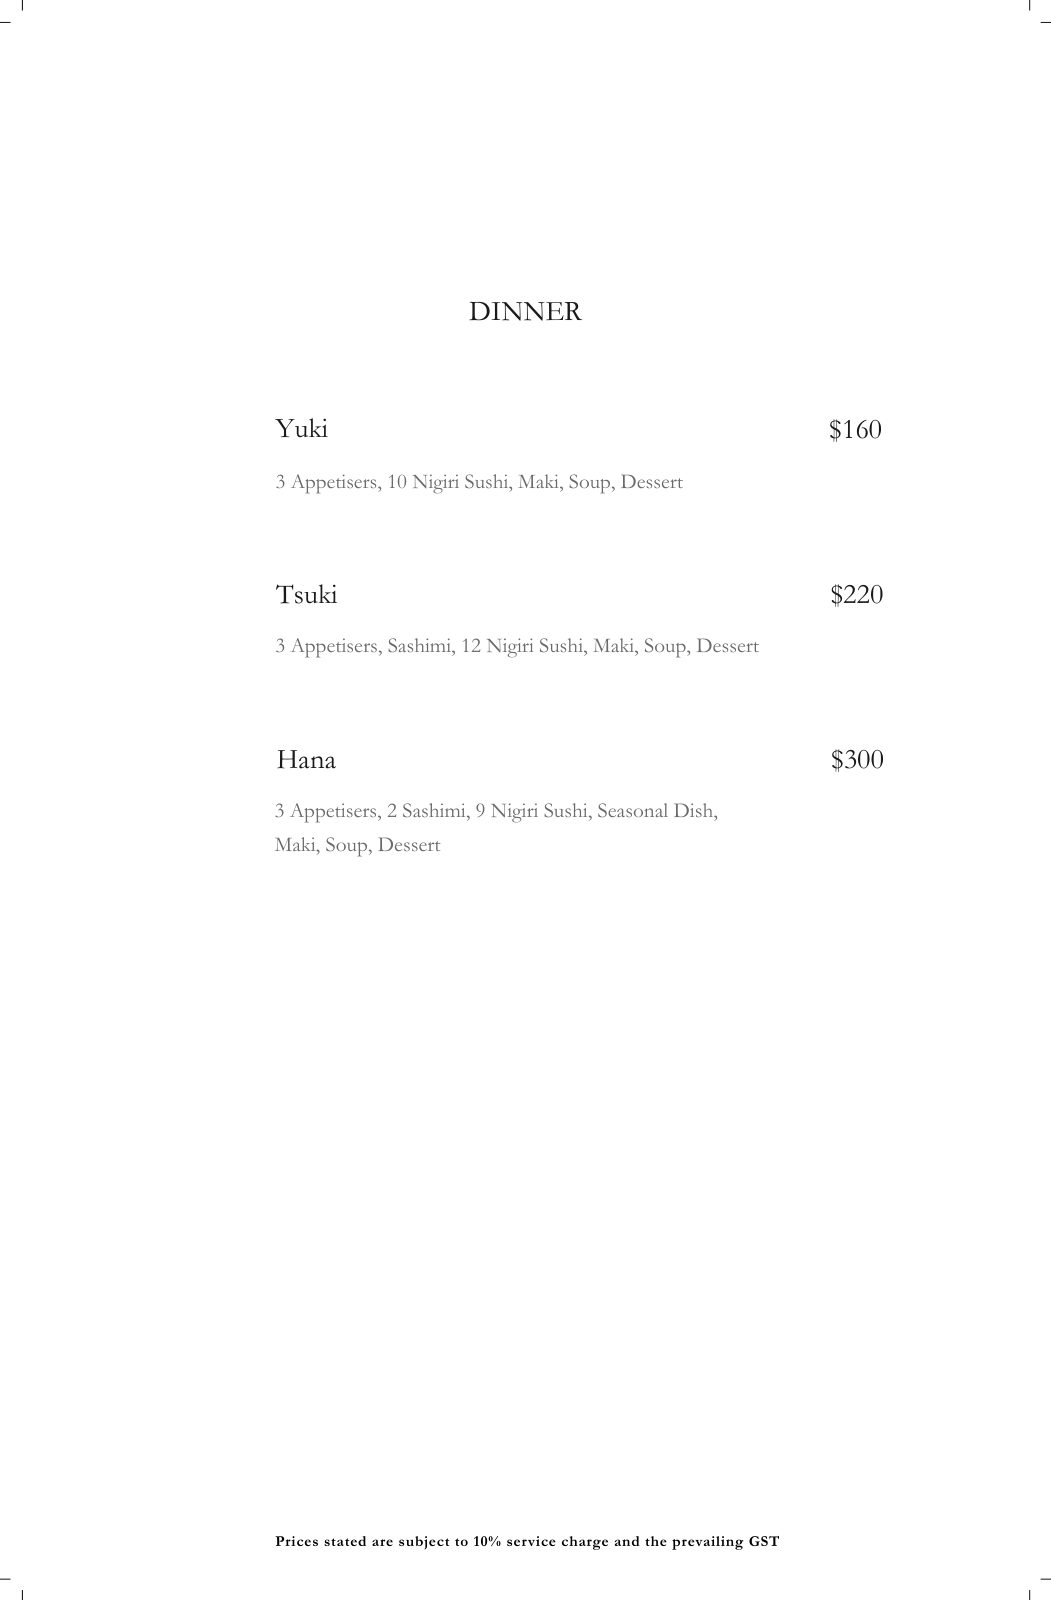 DINNER
Yuki $160
3 Appetisers, 10 Nigiri Sushi, Maki, Soup, Dessert
Tsuki $220
3 Appetisers, Sashimi, 12 Nigiri Sushi, Maki, Soup, Dessert
Hana $300
3 Appetisers, 2 Sashimi, 9 Nigiri Sushi, Seasonal Dish,
Maki, Soup, Dessert
Prices stated are subject to 10% service charge and the prevailing GST